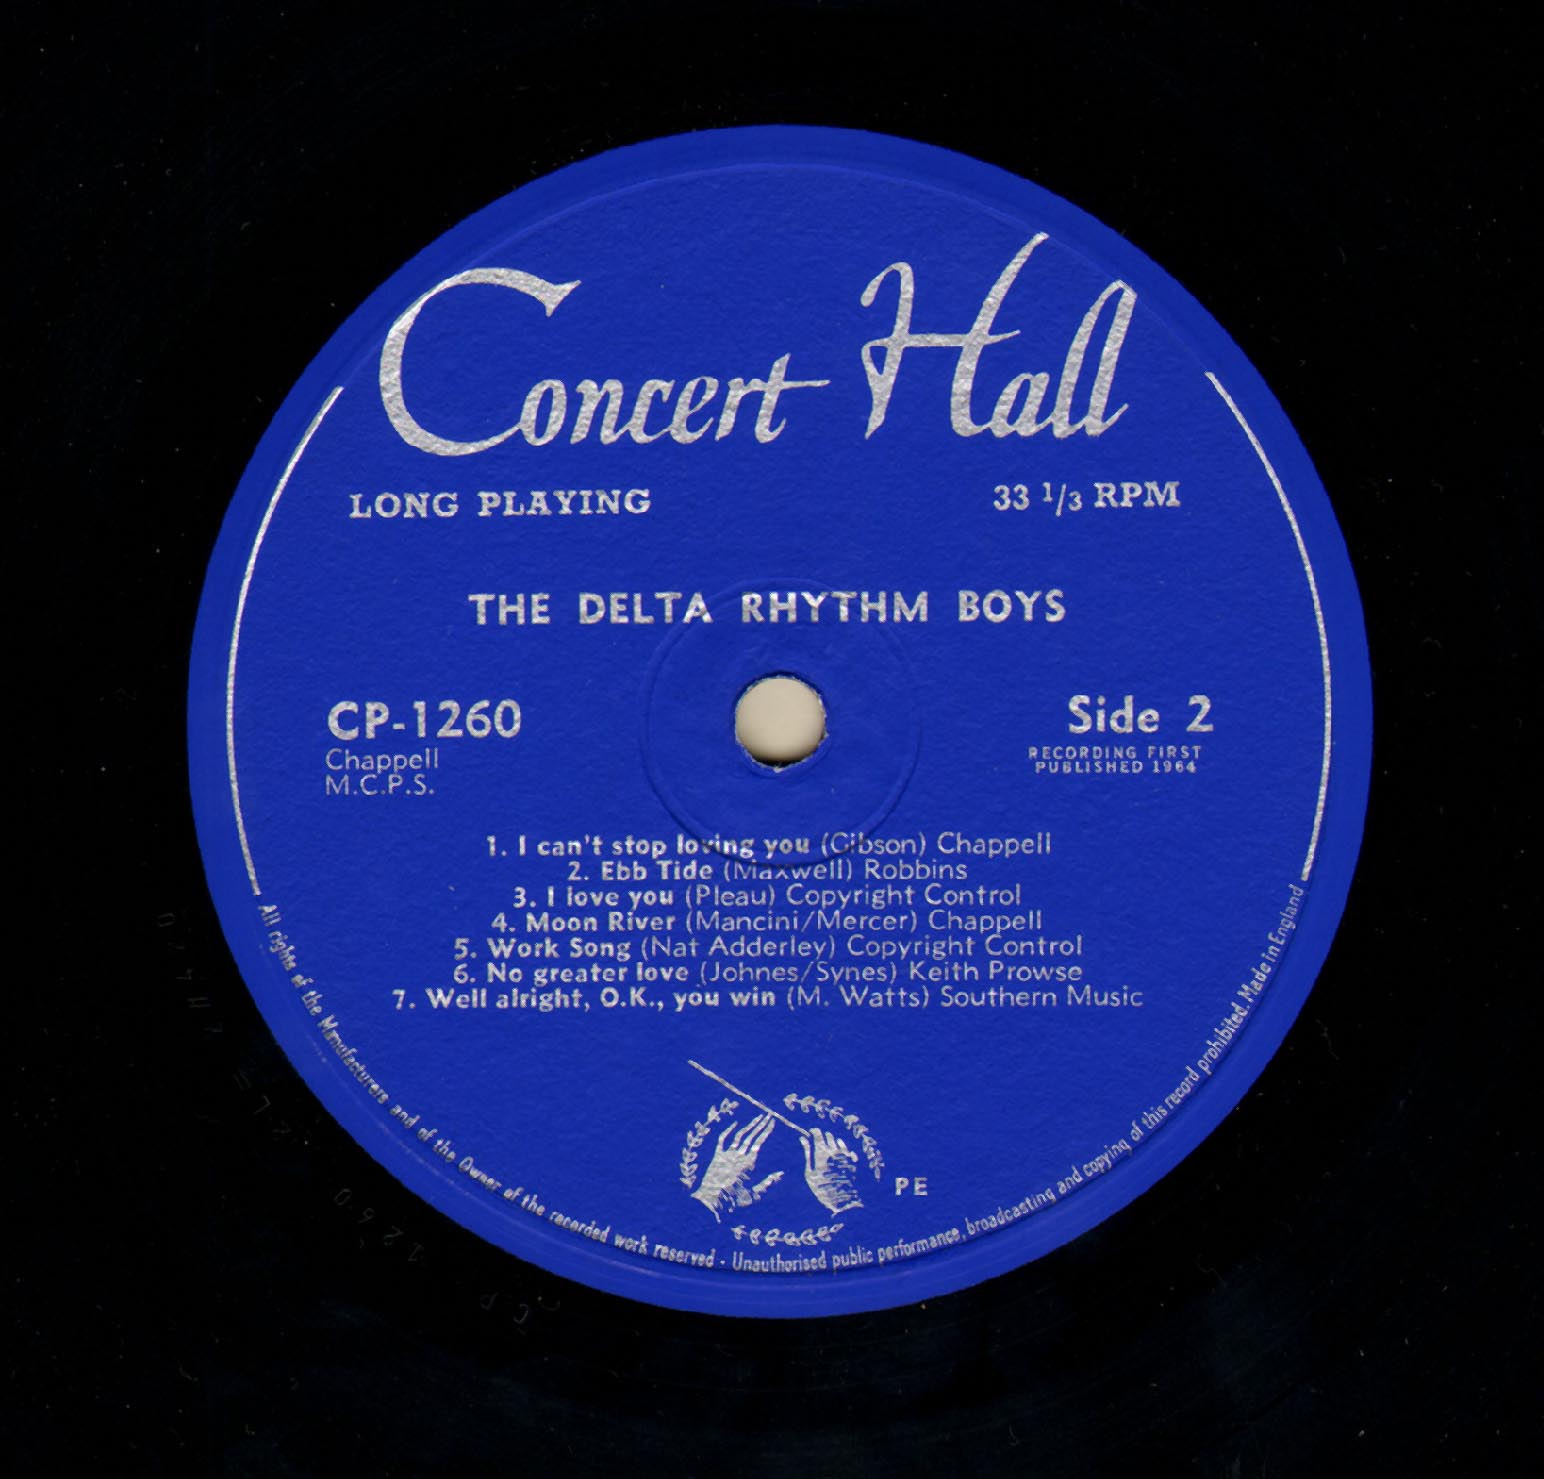 Concert Hall
LONG PLAYING 33 1/3 RPM
THE DELTA RHYTHM BOYS
CP-1260 Side 2
Chappell RECORDING FIRST
M.C.P.S. PUBLISHED 1964
1. I can't stop loving you (Gibson) Chappell
2. Ebb Tide (Maxwell) Robbins
3. I love you (Pleau) Copyright Control
4. Moon River (Mancini/Mercer) Chappell
5. Work Song (Nat Adderley) Copyright Control
6. No greater love (Johnes/Synes) Keith Prowse
7. Well alright, O.K., you win (M. Watts) Southern Music
PE
All rights of the Manufacturers and of the Owner of the recorded work reserved - Unauthorised public performance, broadcasting and copying of this record prohibited. Made in England
CP 1260